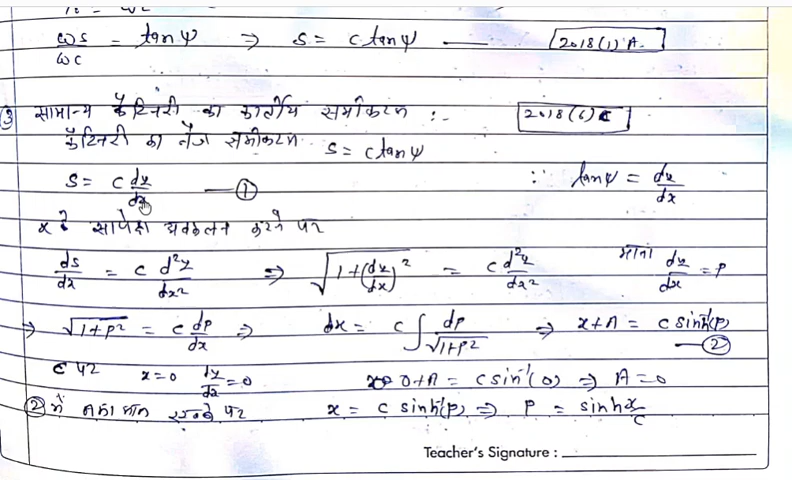 ωs/ωc = tanψ ⇒ s = c tanψ — 2018(1)A.
③ सामान्य कैटिनरी का कार्तीय समीकरण :- 2018(6)C
कैटिनरी का नैज समीकरण s = c tanψ
s = c dy/dx —① ∵ tanψ = dy/dx
x के सापेक्ष अवकलन करने पर
ds/dx = c d²y/dx² ⇒ √1+(dy/dx)² = c d²y/dx² माना dy/dx = p
⇒ √1+p² = c dp/dx ⇒ dx = c∫ dp/√1+p² ⇒ x+A = c sinh⁻¹(p) —②
c पर x=0 dy/dx=0 0+A = c sin⁻¹(0) ⇒ A=0
② में मान रखने पर x = c sinh⁻¹(p) ⇒ p = sinh x/c
Teacher's Signature :